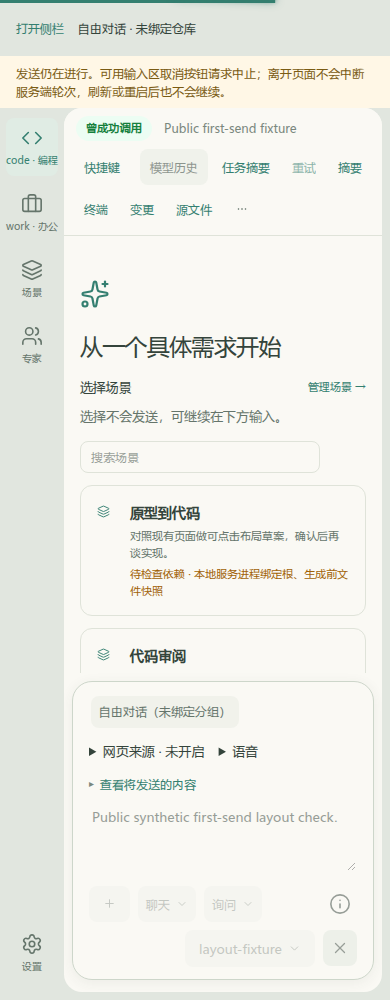 打开侧栏 自由对话 · 未绑定仓库
发送仍在进行。可用输入区取消按钮请求中止；离开页面不会中断
服务端轮次，刷新或重启后也不会继续。
code · 编程
work · 办公
场景
专家
设置
曾成功调用 Public first-send fixture
快捷键 模型历史 任务摘要 重试 摘要
终端 变更 源文件 ···
从一个具体需求开始
选择场景 管理场景 →
选择不会发送，可继续在下方输入。
搜索场景
原型到代码
对照现有页面做可点击布局草案，确认后再
谈实现。
待检查依赖 · 本地服务进程绑定根、生成前文
件快照
代码审阅
自由对话（未绑定分组）
▶ 网页来源 · 未开启 ▶ 语音
▸ 查看将发送的内容
Public synthetic first-send layout check.
+ 聊天 询问
layout-fixture